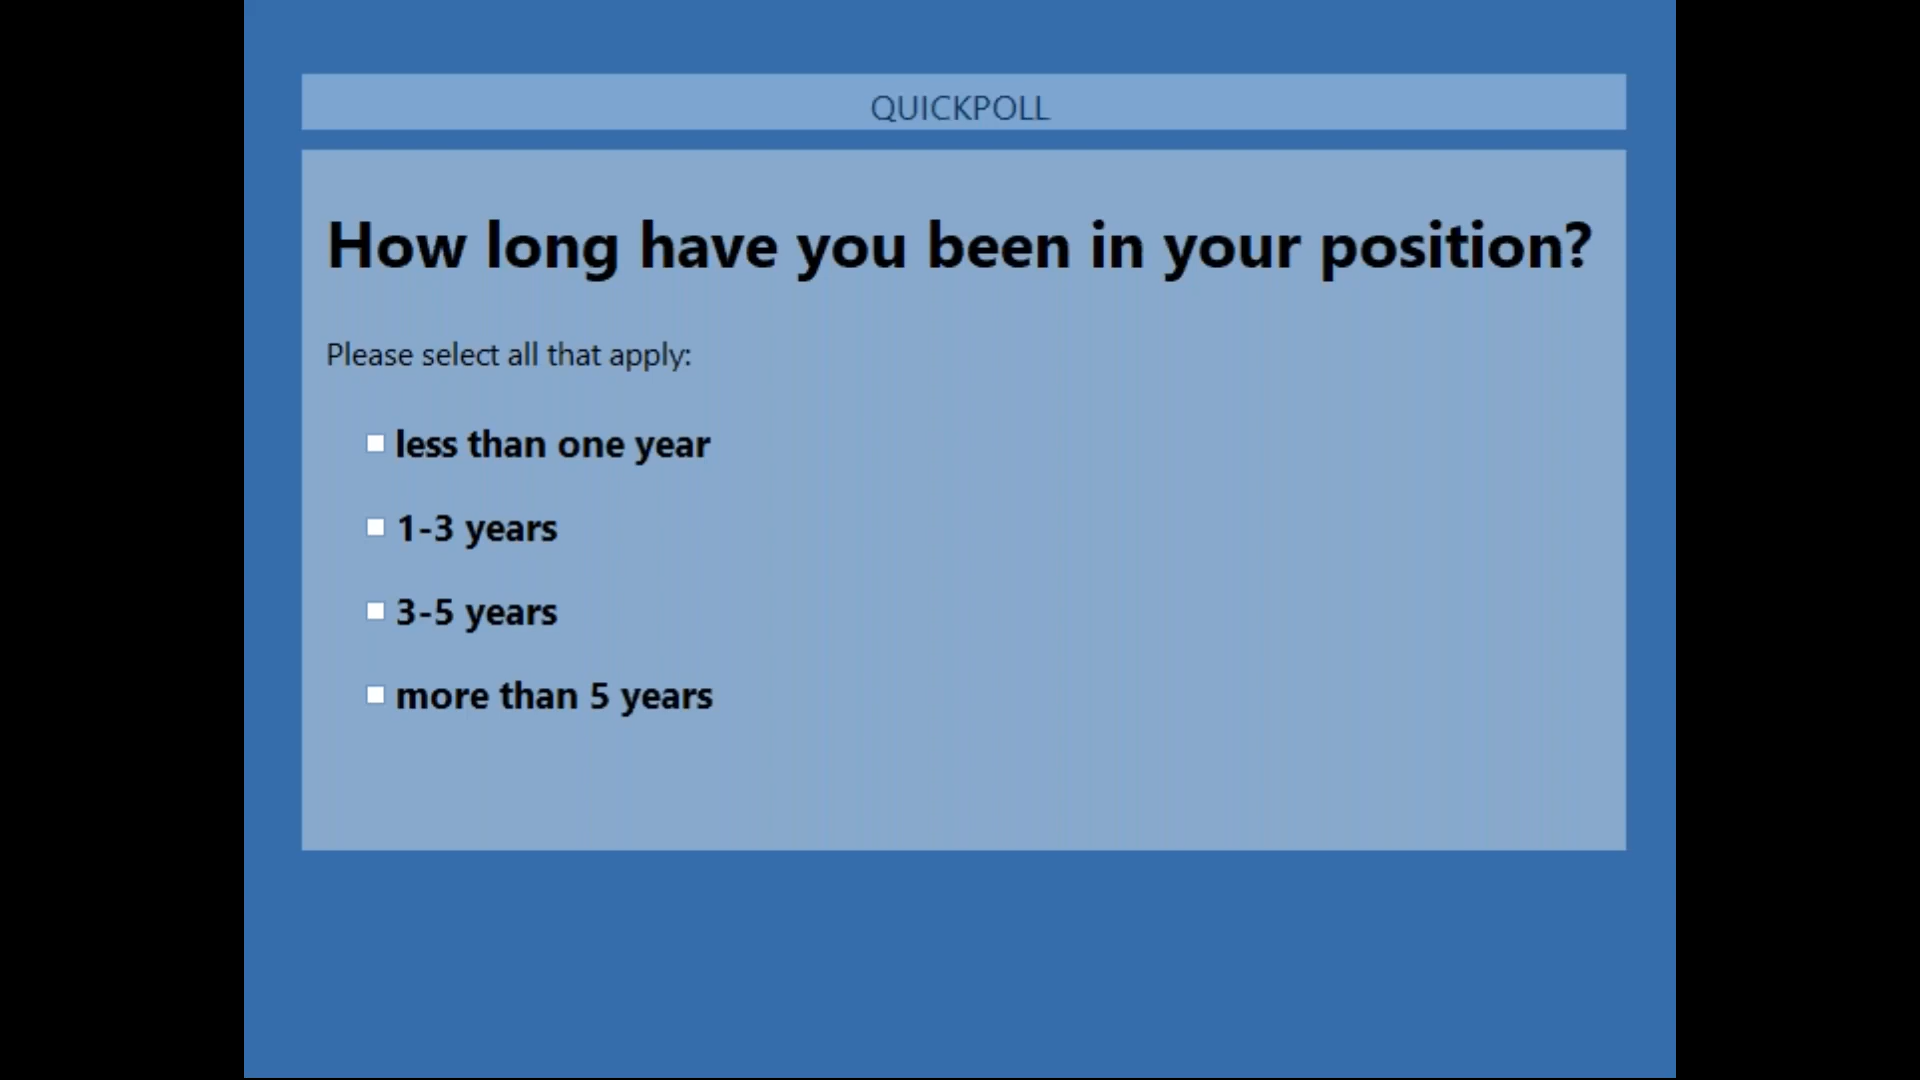 QUICKPOLL
How long have you been in your position?
Please select all that apply:
less than one year
1-3 years
3-5 years
more than 5 years